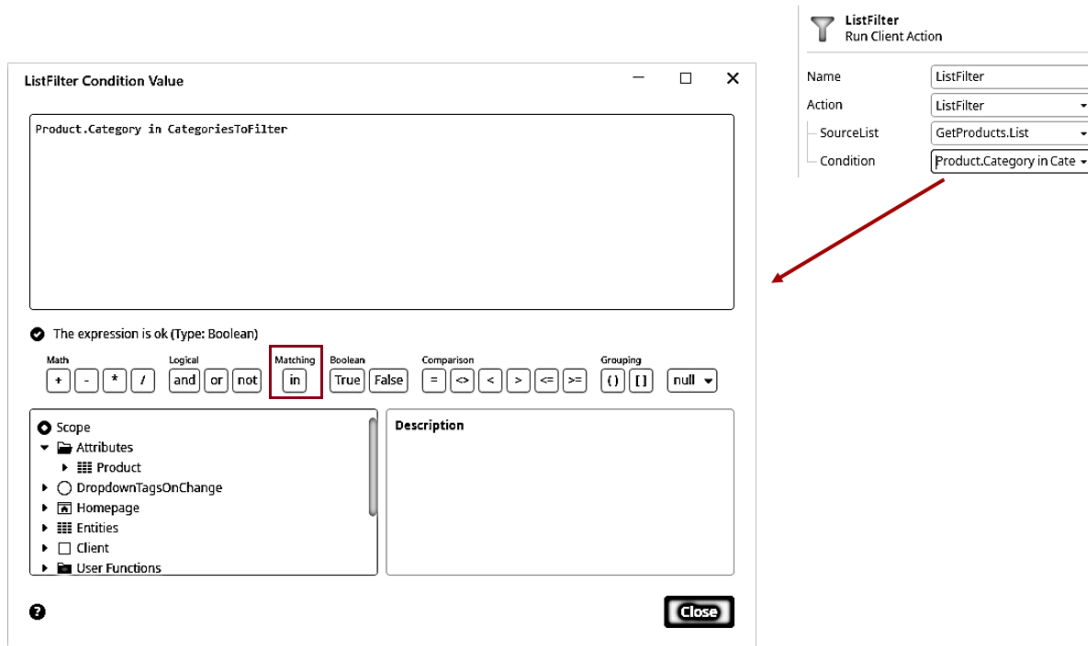 ListFilter
Run Client Action
Name ListFilter
Action ListFilter
SourceList GetProducts.List
Condition Product.Category in Cate
ListFilter Condition Value
Product.Category in CategoriesToFilter
The expression is ok (Type: Boolean)
Math Logical Matching Boolean Comparison Grouping
+ - * / and or not in True False = <> < > <= >= () [] null
Scope
Attributes
Product
DropdownTagsOnChange
Homepage
Entities
Client
User Functions
Description
?
Close